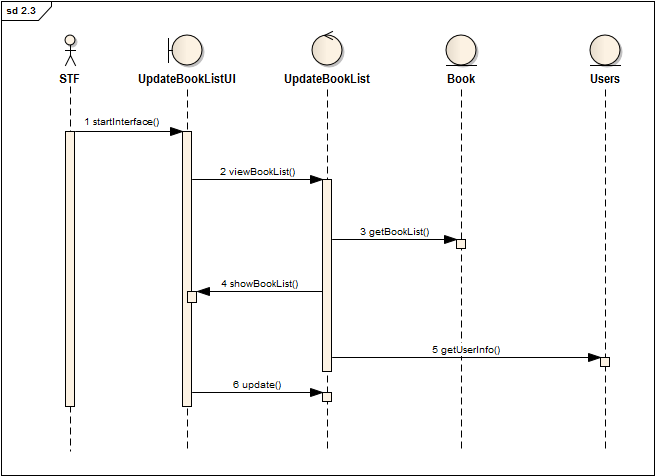 sd 2.3
STF
UpdateBookListUI
UpdateBookList
Book
Users
1 startInterface()
2 viewBookList()
3 getBookList()
4 showBookList()
5 getUserInfo()
6 update()